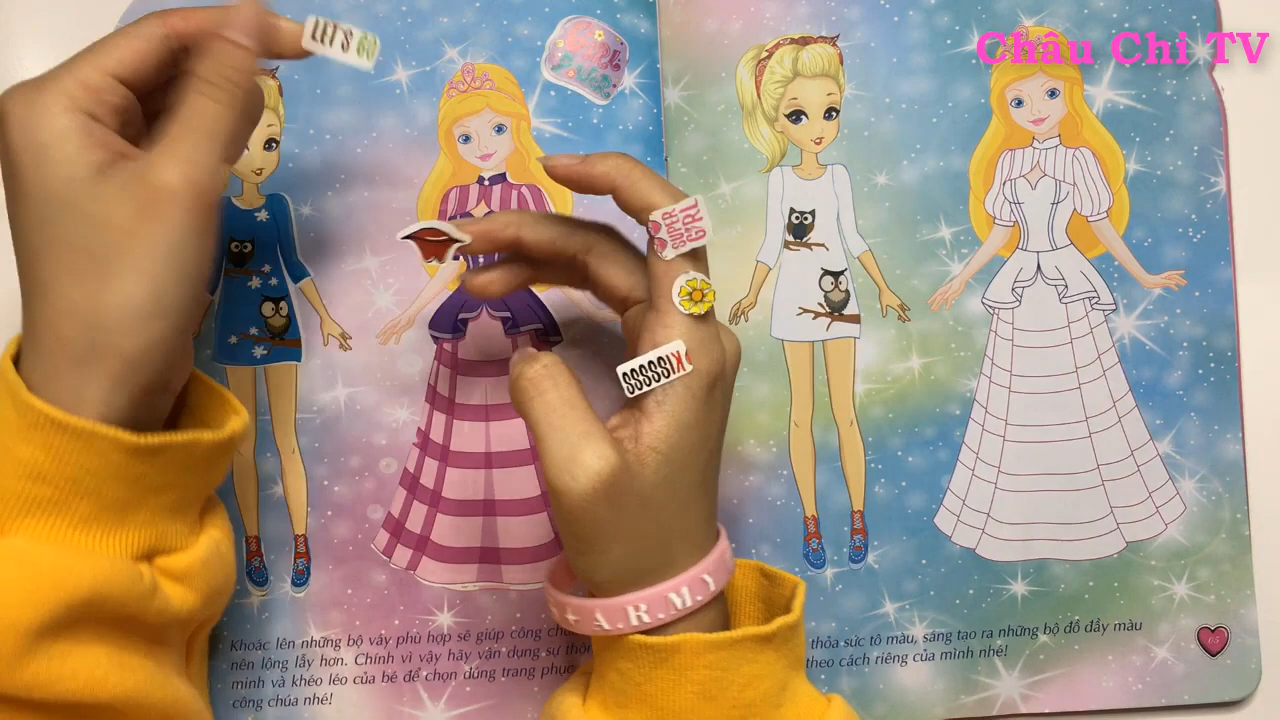 Châu Chi TV
LET'S GO
SUPER
GIRL
KISSSSS
A.R.M.Y
Khoác lên những bộ váy phù hợp sẽ giúp công
nên lộng lẫy hơn. Chính vì vậy hãy vận dụng sự
minh và khéo léo của bé để chọn đúng trang phục
công chúa nhé!
thỏa sức tô màu, sáng tạo ra những bộ đồ đầy màu
theo cách riêng của mình nhé!
65